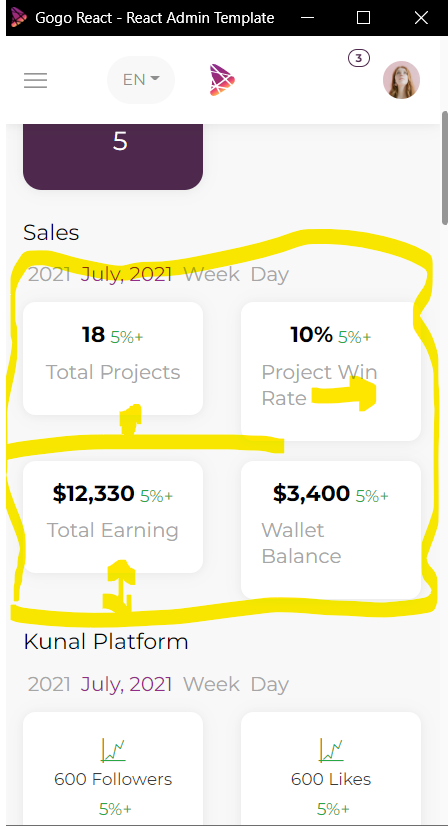 Gogo React - React Admin Template
EN
3
5
Sales
2021 July, 2021 Week Day
18 5%+
Total Projects
10% 5%+
Project Win
Rate
$12,330 5%+
Total Earning
$3,400 5%+
Wallet
Balance
Kunal Platform
2021 July, 2021 Week Day
600 Followers
5%+
600 Likes
5%+